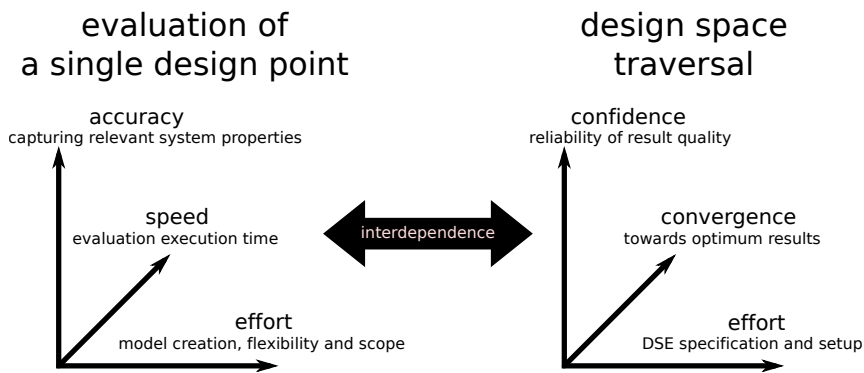 evaluation of
a single design point
accuracy
capturing relevant system properties
speed
evaluation execution time
effort
model creation, flexibility and scope
interdependence
design space
traversal
confidence
reliability of result quality
convergence
towards optimum results
effort
DSE specification and setup